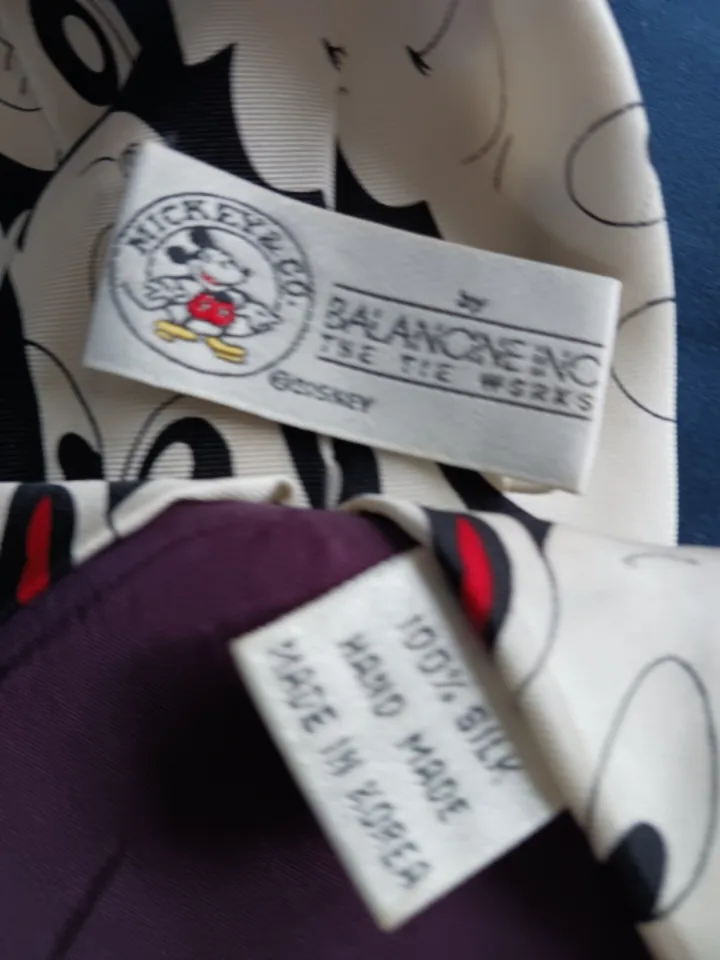 MICKEY & CO.
by
BALANCINE INC
THE TIE WORKS
©DISNEY
100% SILK
HAND MADE
MADE IN KOREA